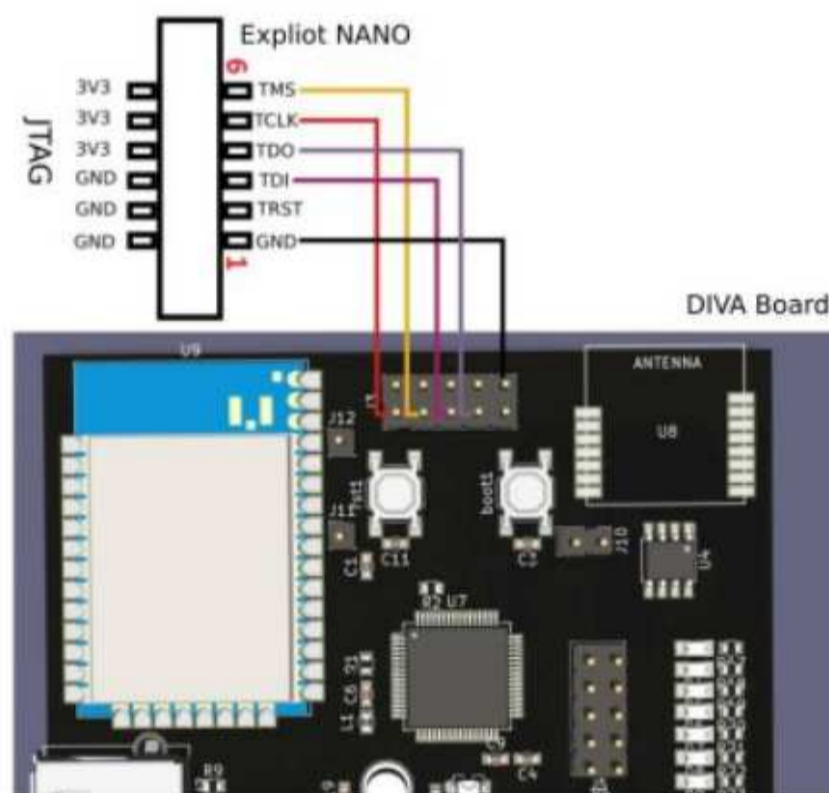 Expliot NANO
6
3V3 TMS
3V3 TCLK
3V3 TDO
GND TDI
GND TRST
GND GND
1
JTAG
DIVA Board
U9
ANTENNA
U8
J12
J11
rst1
boot1
C11
C1
C3
J10
U4
R2 U7
C6
L1
C9
C4
R9